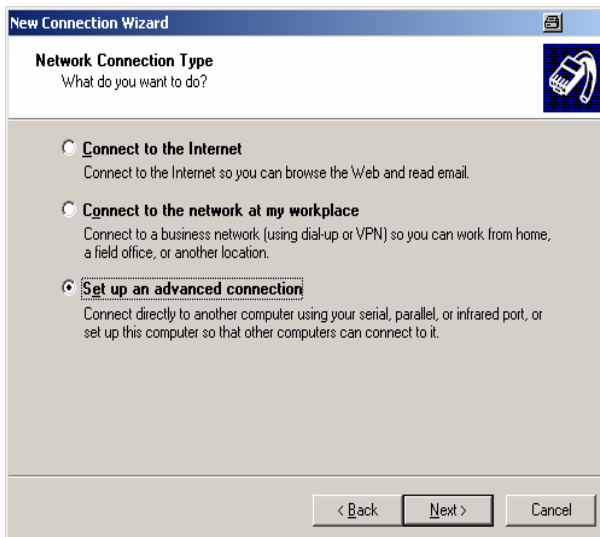 New Connection Wizard
Network Connection Type
What do you want to do?
Connect to the Internet
Connect to the Internet so you can browse the Web and read email.
Connect to the network at my workplace
Connect to a business network (using dial-up or VPN) so you can work from home,
a field office, or another location.
Set up an advanced connection
Connect directly to another computer using your serial, parallel, or infrared port, or
set up this computer so that other computers can connect to it.
< Back Next > Cancel